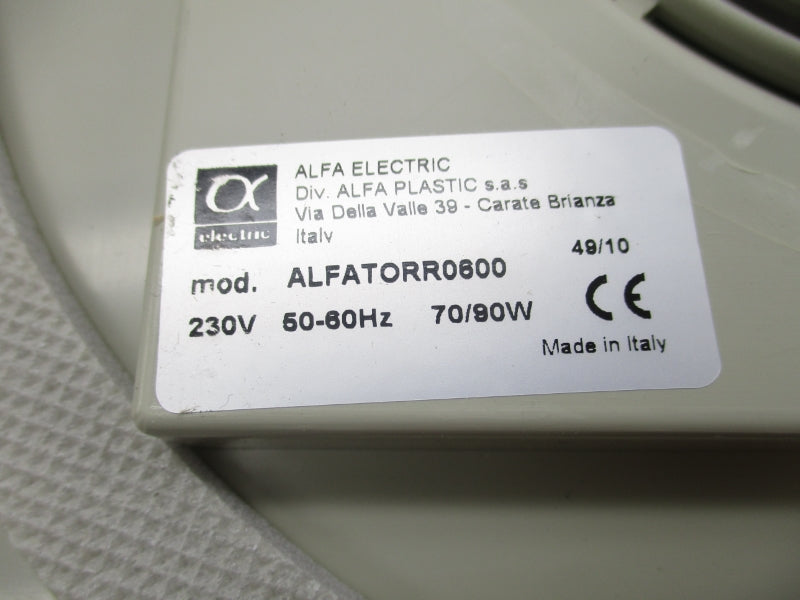 α
electric
ALFA ELECTRIC
Div. ALFA PLASTIC s.a.s
Via Della Valle 39 - Carate Brianza
Italy
49/10
mod. ALFATORR0600
230V 50-60Hz 70/90W
CE
Made in Italy